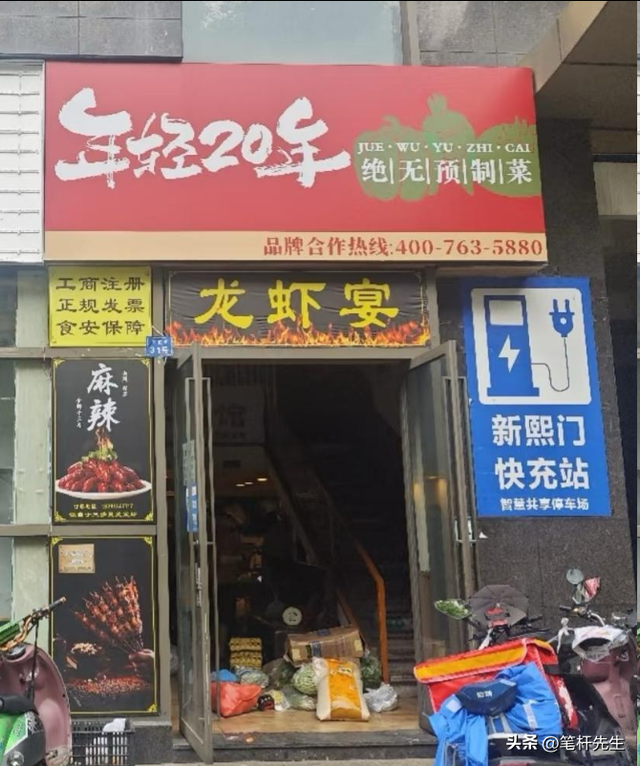 年轻20年
JUE·WU·YU·ZHI·CAI
绝|无|预|制|菜
品牌合作热线:400-763-5880
工商注册
正规发票
食安保障
龙虾宴
31号
麻辣
新熙门
快充站
智慧共享停车场
头条 @笔杆先生